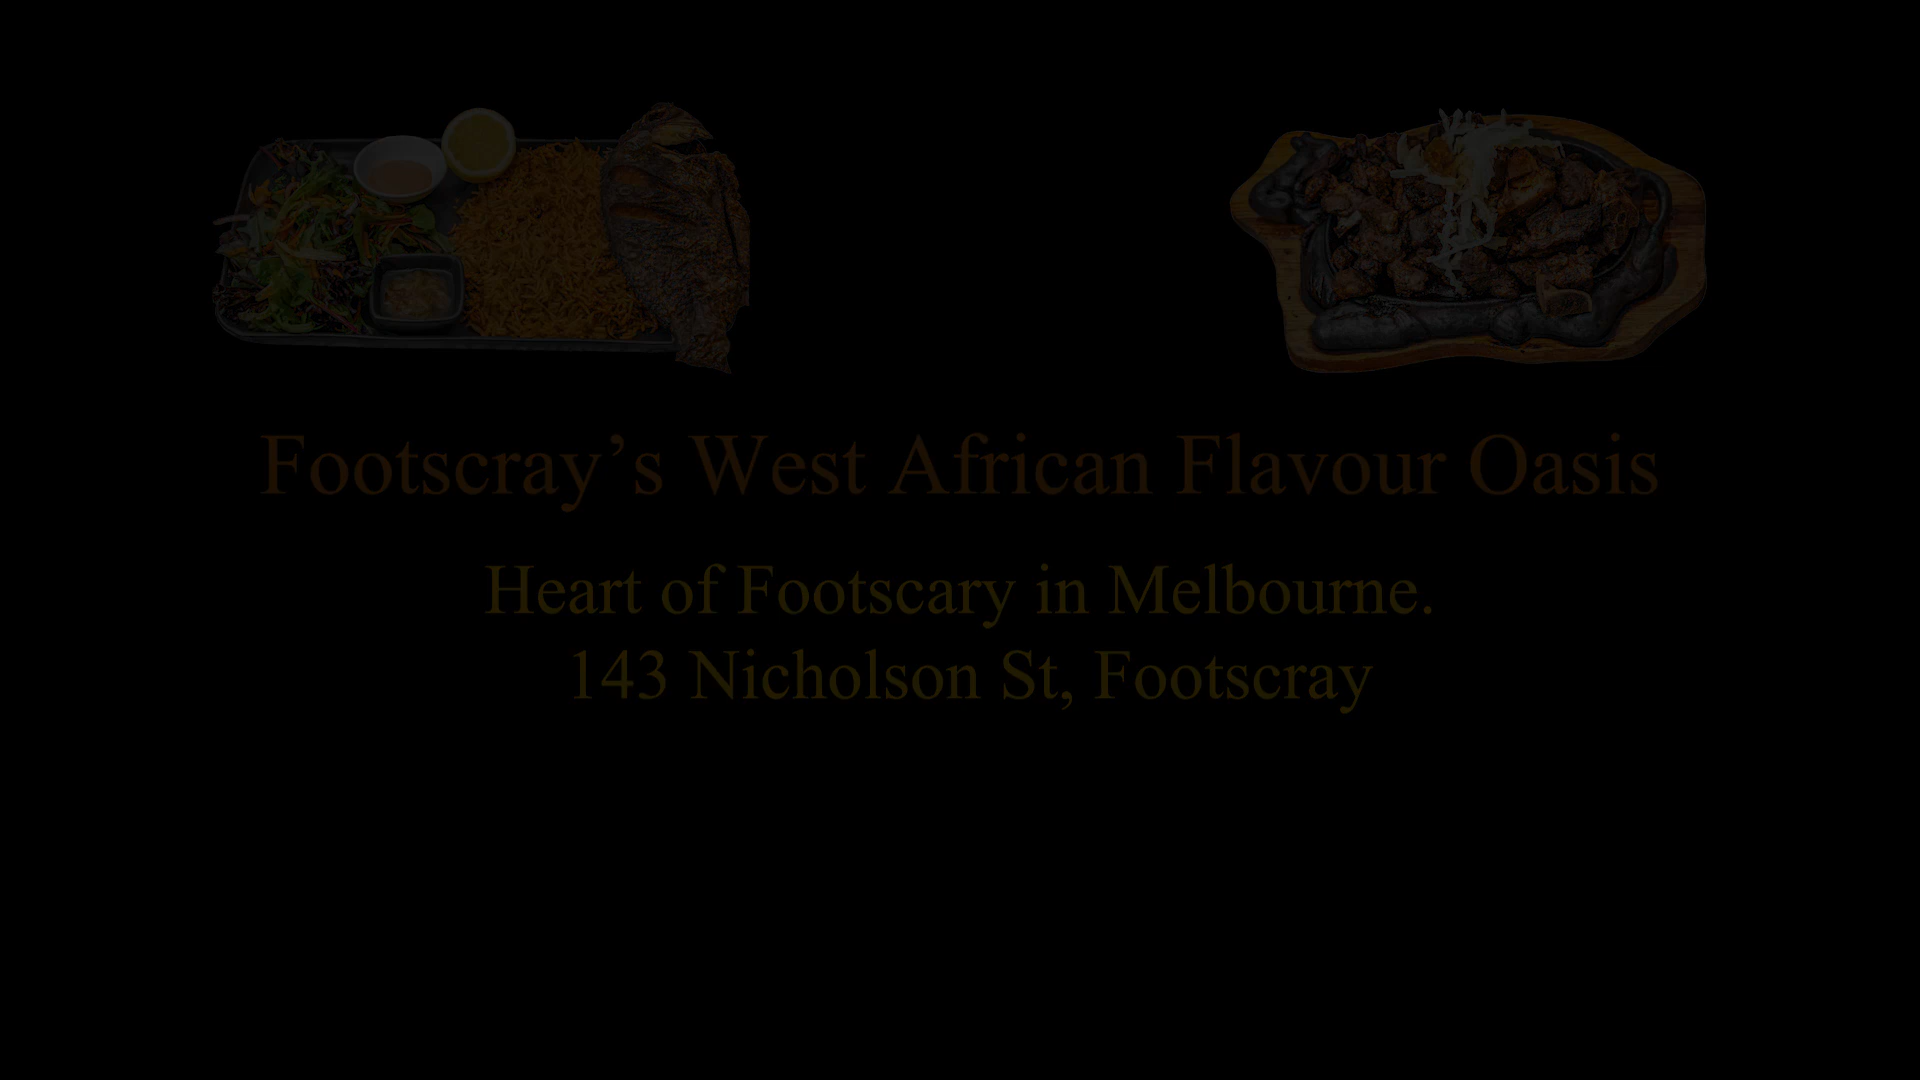 Footscray’s West African Flavour Oasis
Heart of Footscary in Melbourne.
143 Nicholson St, Footscray